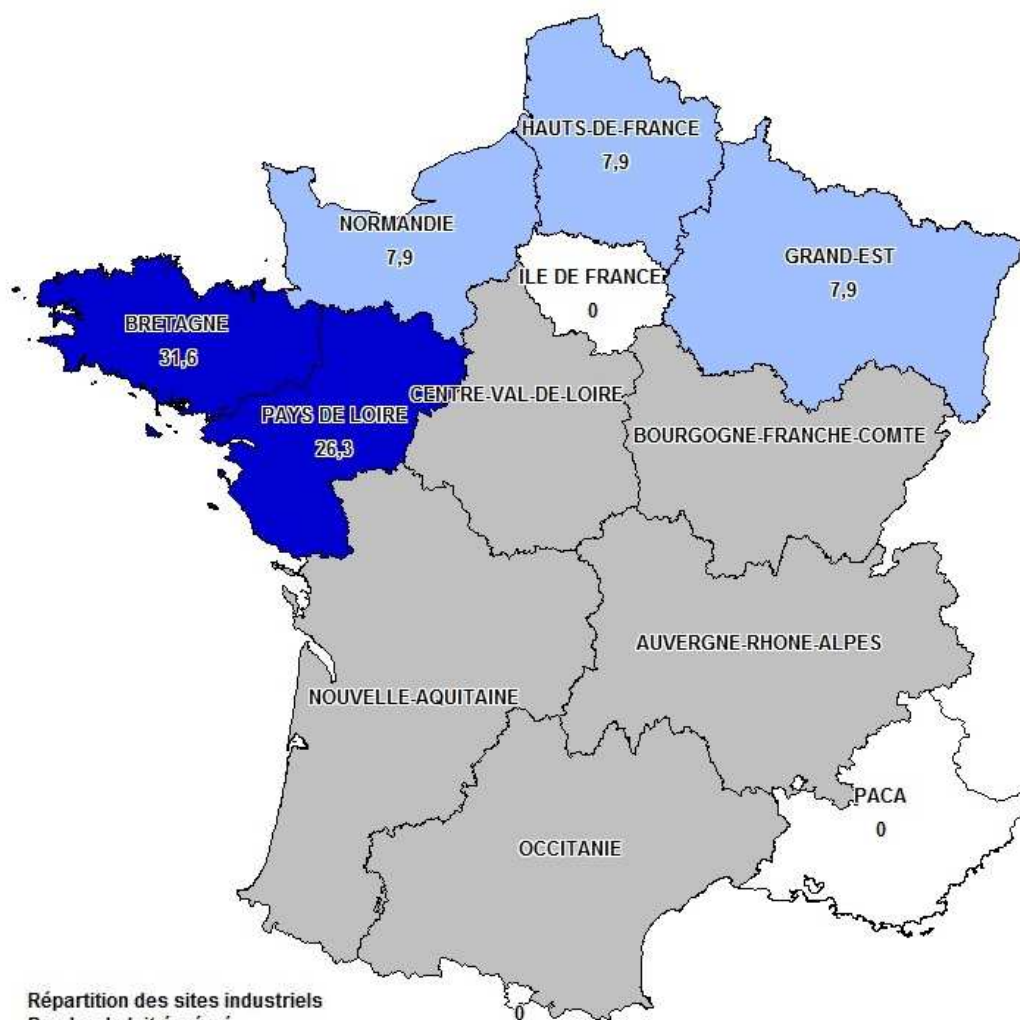 HAUTS-DE-FRANCE
7,9
NORMANDIE
7,9
GRAND-EST
7,9
ILE DE FRANCE
0
BRETAGNE
31,6
PAYS DE LOIRE
26,3
CENTRE-VAL-DE-LOIRE
BOURGOGNE-FRANCHE-COMTE
AUVERGNE-RHONE-ALPES
NOUVELLE-AQUITAINE
PACA
0
OCCITANIE
0
Répartition des sites industriels